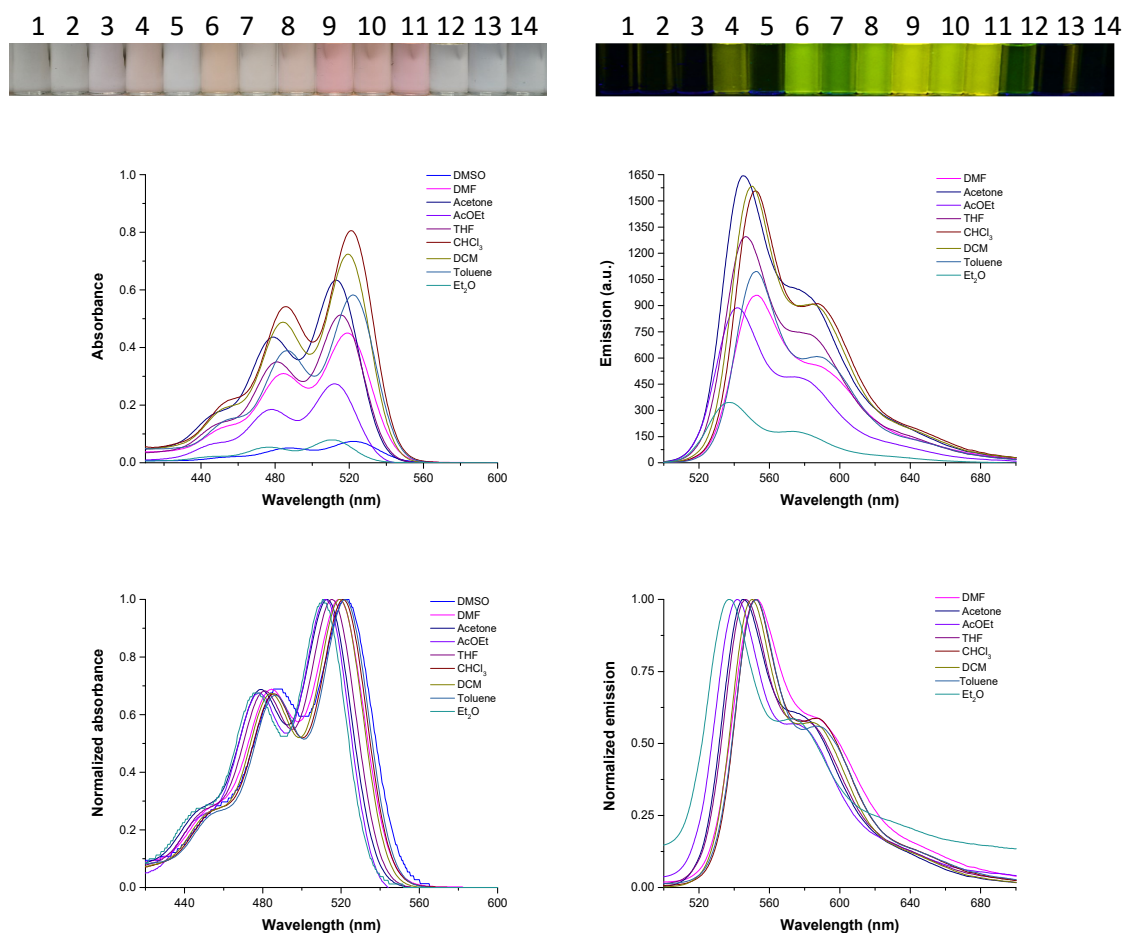 1 2 3 4 5 6 7 8 9 10 11 12 13 14
1 2 3 4 5 6 7 8 9 10 11 12 13 14
1.0
0.8
0.6
0.4
0.2
0.0
440 480 520 560 600
Absorbance
Wavelength (nm)
DMSO
DMF
Acetone
AcOEt
THF
CHCl₃
DCM
Toluene
Et₂O
1650
1500
1350
1200
1050
900
750
600
450
300
150
0
520 560 600 640 680
Emission (a.u.)
Wavelength (nm)
DMF
Acetone
AcOEt
THF
CHCl₃
DCM
Toluene
Et₂O
1.0
0.8
0.6
0.4
0.2
0.0
440 480 520 560 600
Normalized absorbance
Wavelength (nm)
DMSO
DMF
Acetone
AcOEt
THF
CHCl₃
DCM
Toluene
Et₂O
1.00
0.75
0.50
0.25
0.00
520 560 600 640 680
Normalized emission
Wavelength (nm)
DMF
Acetone
AcOEt
THF
CHCl₃
DCM
Toluene
Et₂O